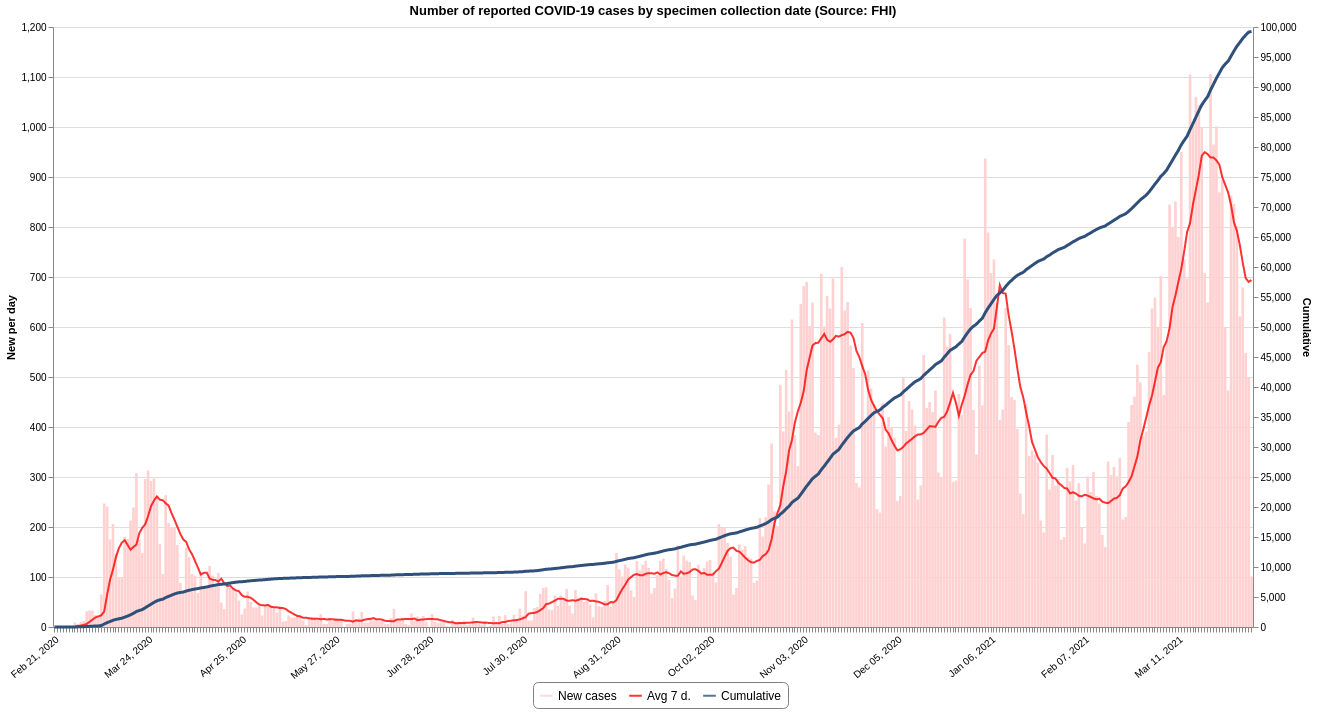 Number of reported COVID-19 cases by specimen collection date (Source: FHI)
1,200
1,100
1,000
900
800
700
600
500
400
300
200
100
0
New per day
100,000
95,000
90,000
85,000
80,000
75,000
70,000
65,000
60,000
55,000
50,000
45,000
40,000
35,000
30,000
25,000
20,000
15,000
10,000
5,000
0
Cumulative
Feb 21, 2020
Mar 24, 2020
Apr 25, 2020
May 27, 2020
Jun 28, 2020
Jul 30, 2020
Aug 31, 2020
Oct 02, 2020
Nov 03, 2020
Dec 05, 2020
Jan 06, 2021
Feb 07, 2021
Mar 11, 2021
New cases Avg 7 d. Cumulative